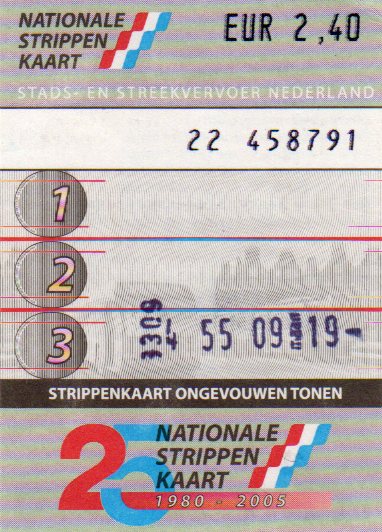 NATIONALE
STRIPPEN
KAART
EUR 2,40
STADS- EN STREEKVERVOER NEDERLAND
22 458791
1
2
3
4 55 09 19-
STRIPPENKAART ONGEVOUWEN TONEN
25
NATIONALE
STRIPPEN
KAART
1980 - 2005